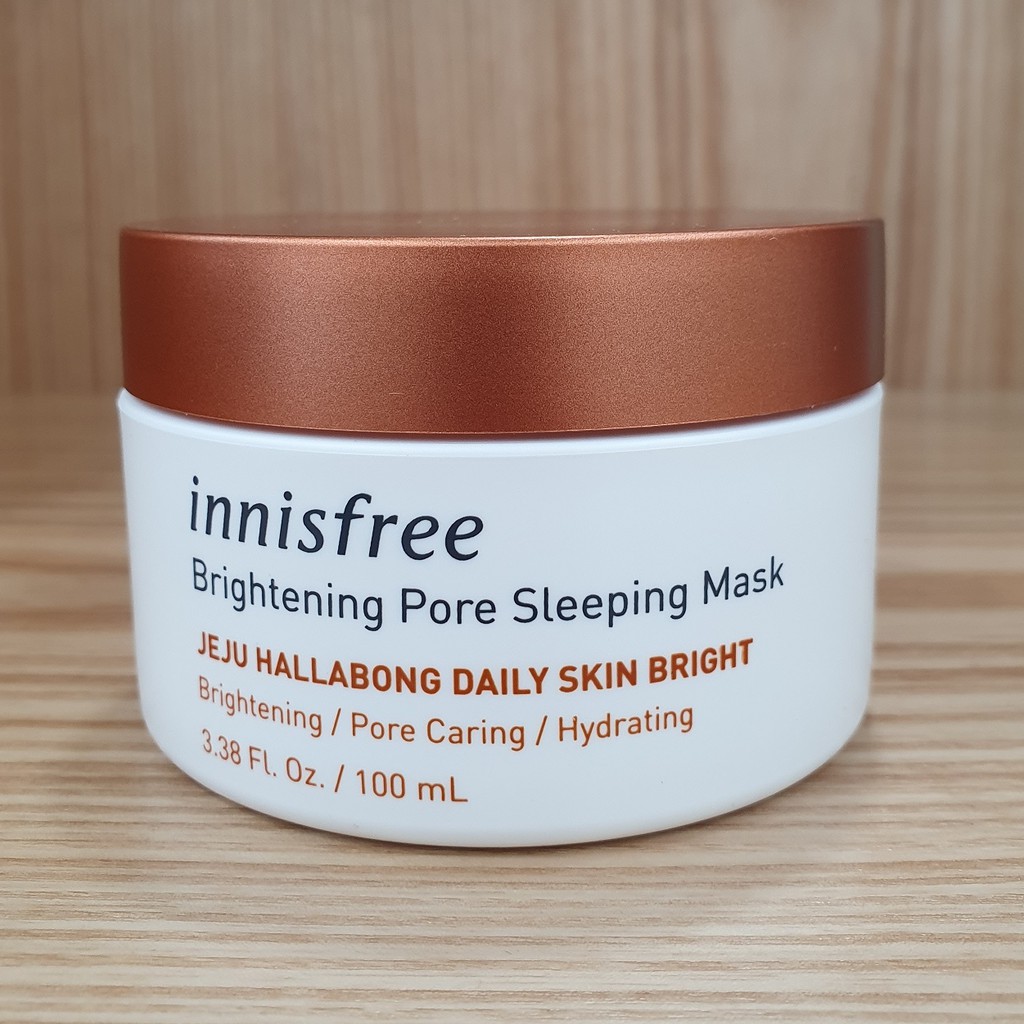 innisfree
Brightening Pore Sleeping Mask
JEJU HALLABONG DAILY SKIN BRIGHT
Brightening / Pore Caring / Hydrating
3.38 Fl. Oz. / 100 mL